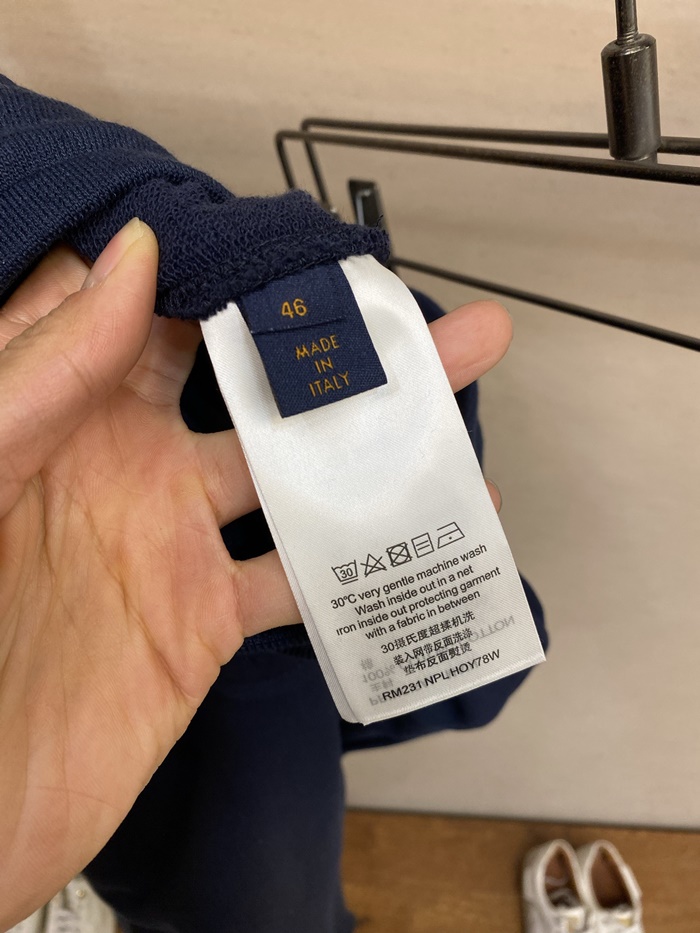 46
MADE
IN
ITALY
30
30°C very gentle machine wash
Wash inside out in a net
Iron inside out protecting garment
with a fabric in between
30摄氏度超揉机洗
装入网带反面洗涤
垫布反面熨烫
RM231 NPL HOY78W